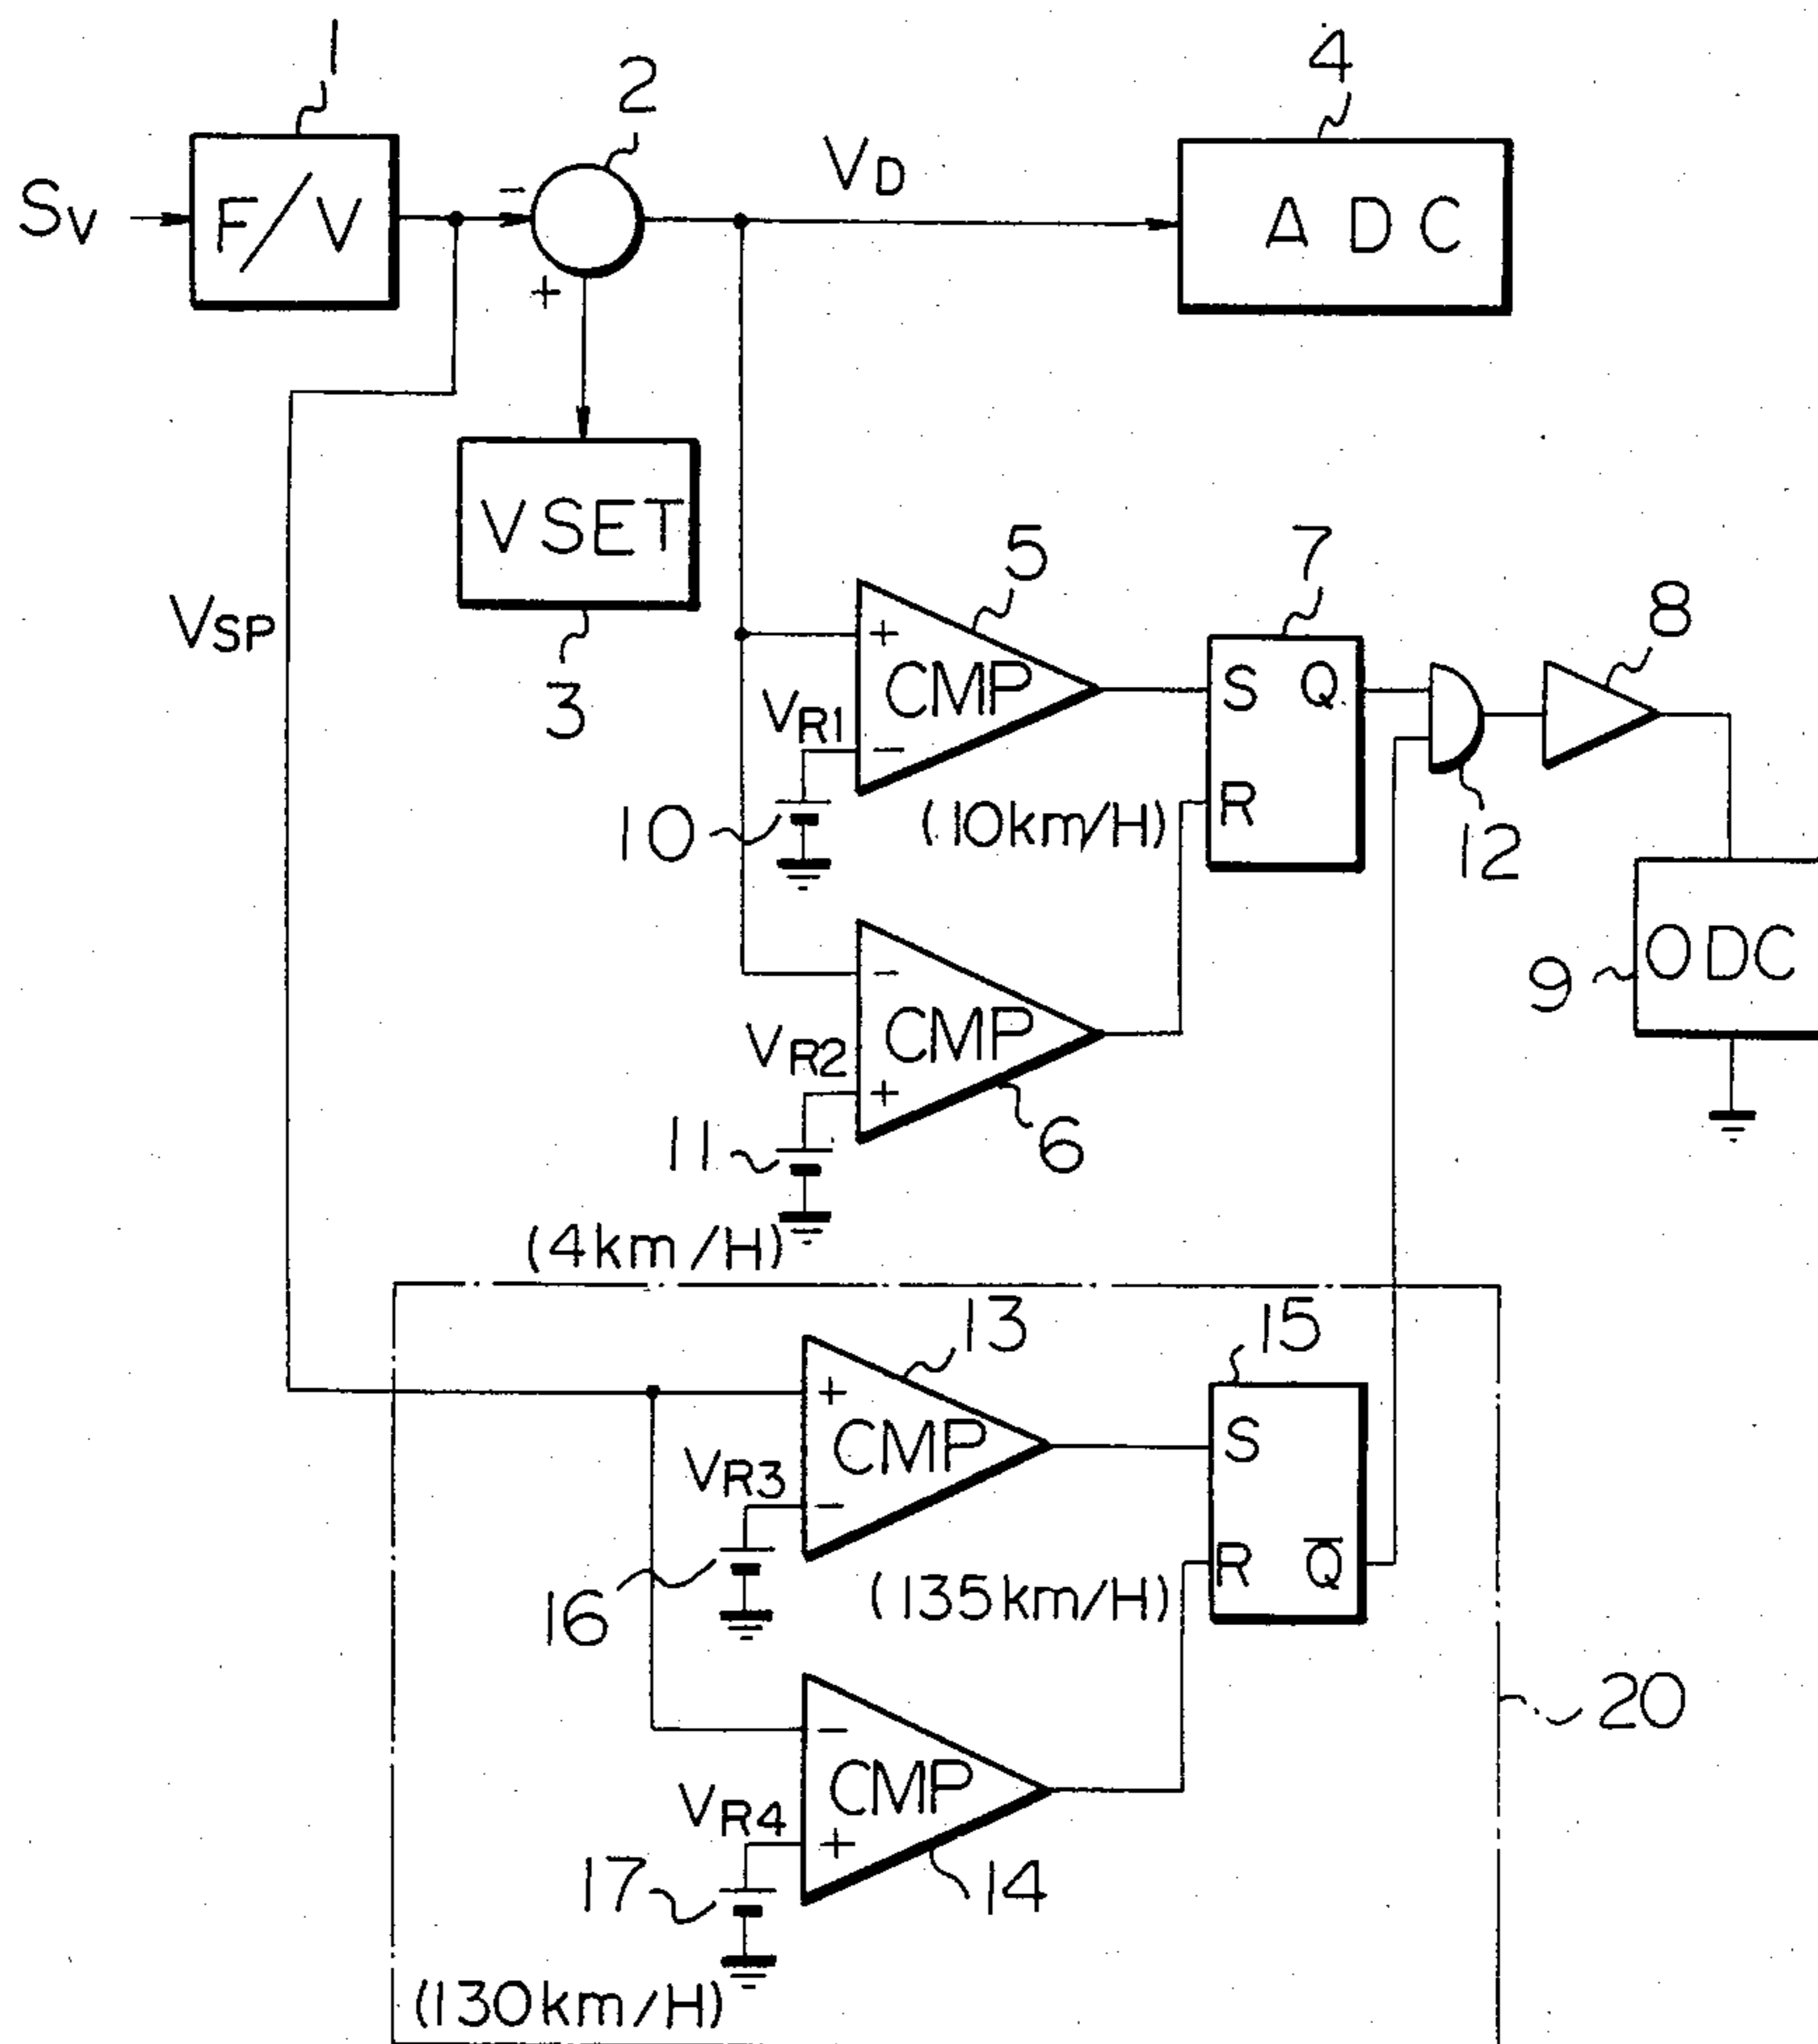 1
2
4
SV
F/V
-
VD
ADC
+
VSET
VSP
3
5
7
8
+
CMP
S Q
VR1
-
10
(10km/H)
R
12
-
CMP
ODC
9
VR2
+
11
6
(4km/H)
13
15
+
CMP
S
VR3
-
R Q̅
16
(135km/H)
20
-
CMP
VR4
+
17
14
(130km/H)